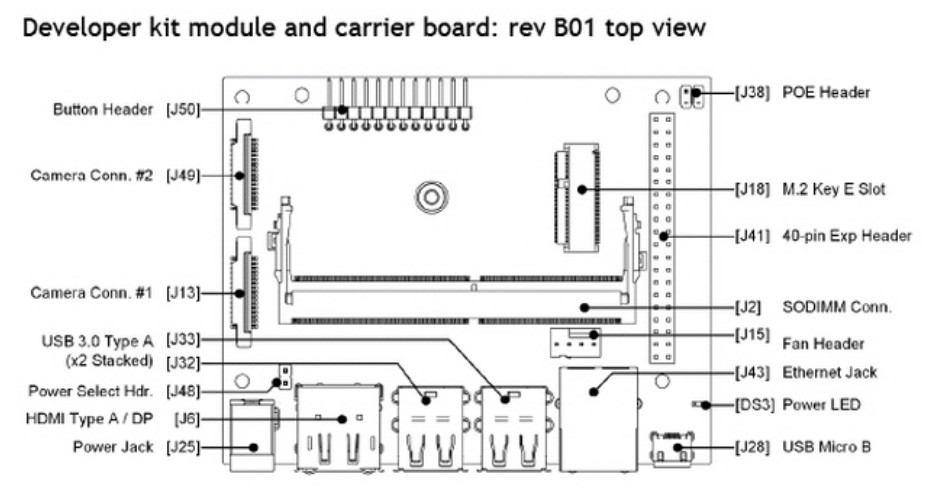 Developer kit module and carrier board: rev B01 top view
Button Header [J50]
Camera Conn. #2 [J49]
Camera Conn. #1 [J13]
USB 3.0 Type A [J33]
(x2 Stacked) [J32]
Power Select Hdr. [J48]
HDMI Type A / DP [J6]
Power Jack [J25]
[J38] POE Header
[J18] M.2 Key E Slot
[J41] 40-pin Exp Header
[J2] SODIMM Conn.
[J15] Fan Header
[J43] Ethernet Jack
[DS3] Power LED
[J28] USB Micro B